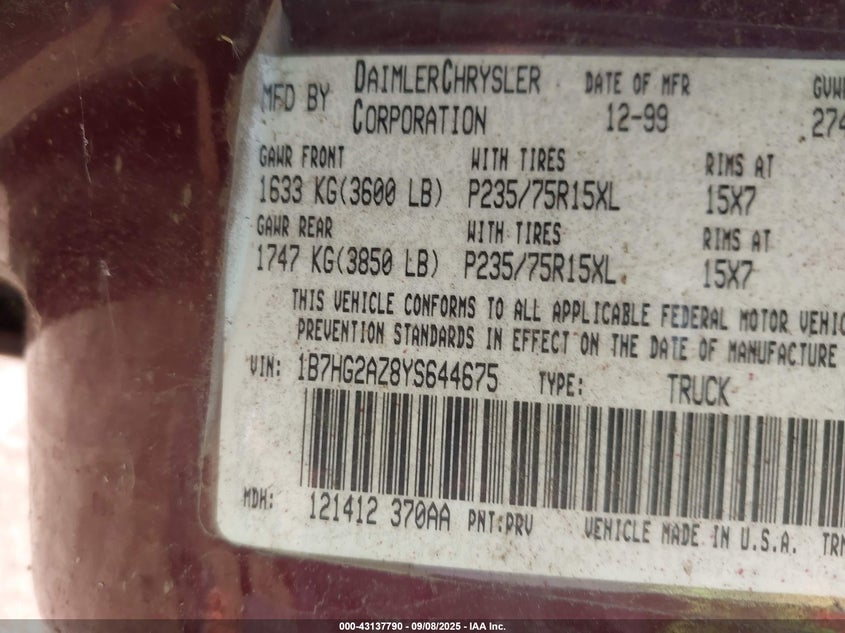 MFD BY DAIMLERCHRYSLER CORPORATION DATE OF MFR 12-99 GVWR 274
GAWR FRONT WITH TIRES RIMS AT
1633 KG(3600 LB) P235/75R15XL 15X7
GAWR REAR WITH TIRES RIMS AT
1747 KG(3850 LB) P235/75R15XL 15X7
THIS VEHICLE CONFORMS TO ALL APPLICABLE FEDERAL MOTOR VEHIC
PREVENTION STANDARDS IN EFFECT ON THE DATE OF MANUFACTURE
VIN: 1B7HG2AZ8YS644675 TYPE: TRUCK
MDH: 121412 370AA PNT:PRV VEHICLE MADE IN U.S.A. TRM
000-43137790 - 09/08/2025 - IAA Inc.